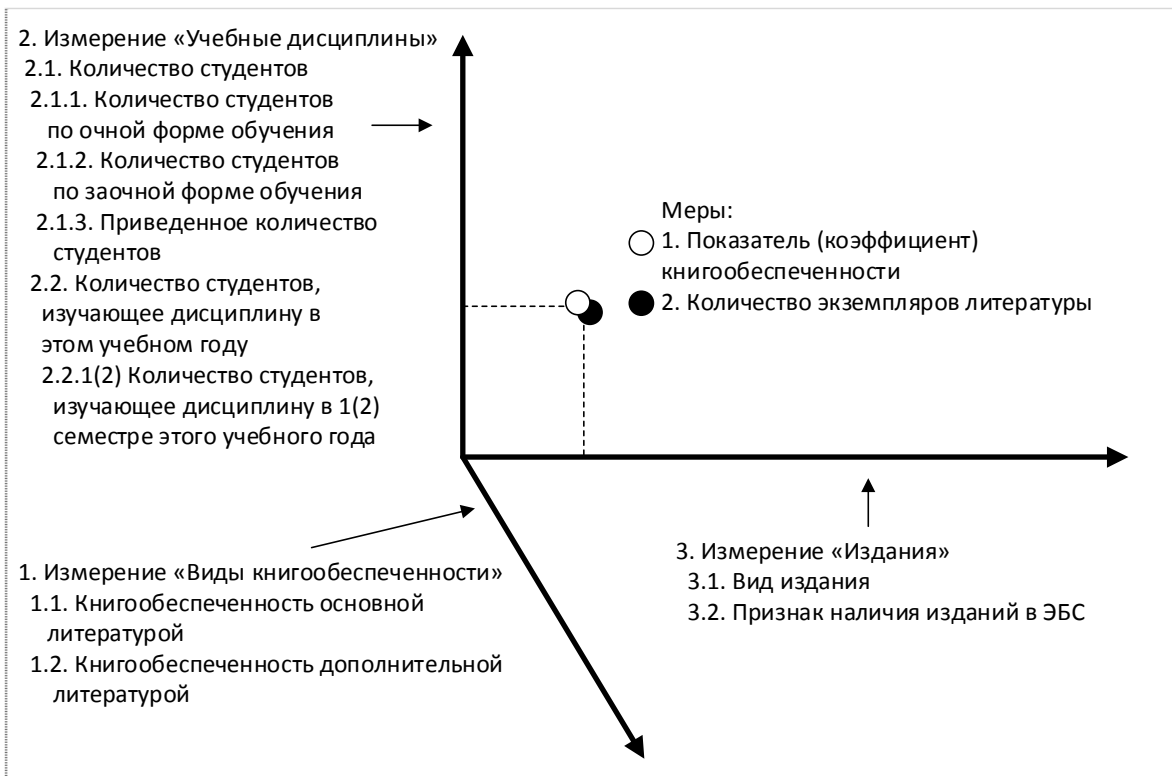 2. Измерение «Учебные дисциплины»
2.1. Количество студентов
2.1.1. Количество студентов
по очной форме обучения
2.1.2. Количество студентов
по заочной форме обучения
2.1.3. Приведенное количество
студентов
2.2. Количество студентов,
изучающее дисциплину в
этом учебном году
2.2.1(2) Количество студентов,
изучающее дисциплину в 1(2)
семестре этого учебного года
Меры:
1. Показатель (коэффициент)
книгообеспеченности
2. Количество экземпляров литературы
1. Измерение «Виды книгообеспеченности»
1.1. Книгообеспеченность основной
литературой
1.2. Книгообеспеченность дополнительной
литературой
3. Измерение «Издания»
3.1. Вид издания
3.2. Признак наличия изданий в ЭБС